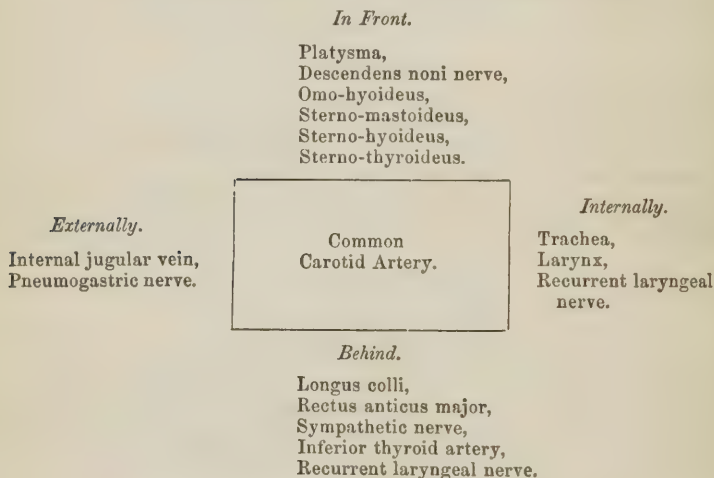 In Front.
Platysma,
Descendens noni nerve,
Omo-hyoideus,
Sterno-mastoideus,
Sterno-hyoideus,
Sterno-thyroideus.
Externally.
Internal jugular vein,
Pneumogastric nerve.
Common
Carotid Artery.
Internally.
Trachea,
Larynx,
Recurrent laryngeal
nerve.
Behind.
Longus colli,
Rectus anticus major,
Sympathetic nerve,
Inferior thyroid artery,
Recurrent laryngeal nerve.